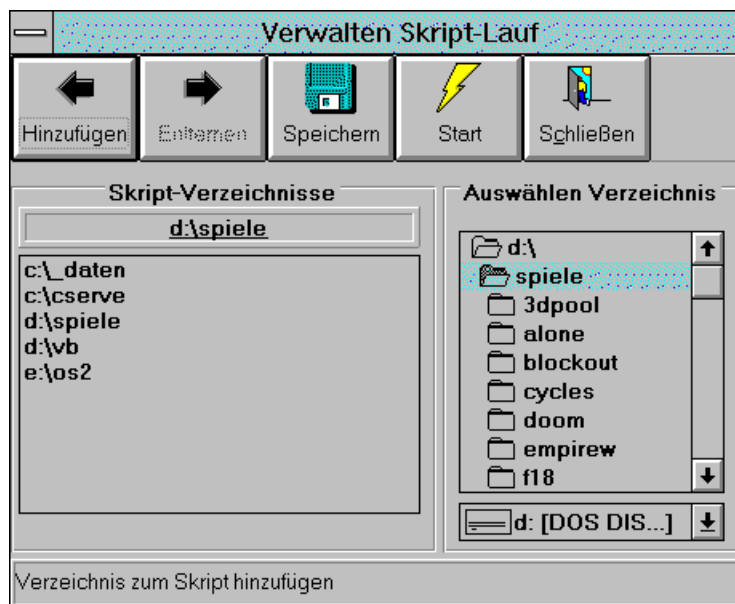 Verwalten Skript-Lauf
Hinzufügen Entfernen Speichern Start Schließen
Skript-Verzeichnisse
d:\spiele
c:\_daten
c:\cserve
d:\spiele
d:\vb
e:\os2
Auswählen Verzeichnis
d:\
spiele
3dpool
alone
blockout
cycles
doom
empirew
f18
d: [DOS DIS...]
Verzeichnis zum Skript hinzufügen